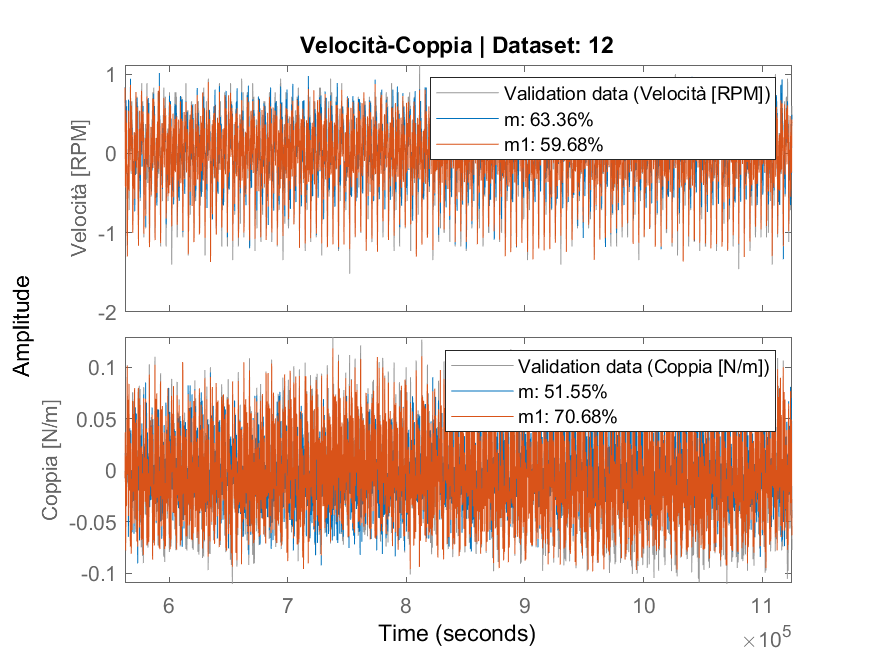 Velocità-Coppia | Dataset: 12
Amplitude
Velocità [RPM]
1
0
-1
-2
Validation data (Velocità [RPM])
m: 63.36%
m1: 59.68%
Coppia [N/m]
0.1
0.05
0
-0.05
-0.1
Validation data (Coppia [N/m])
m: 51.55%
m1: 70.68%
6 7 8 9 10 11
Time (seconds)
×10⁵